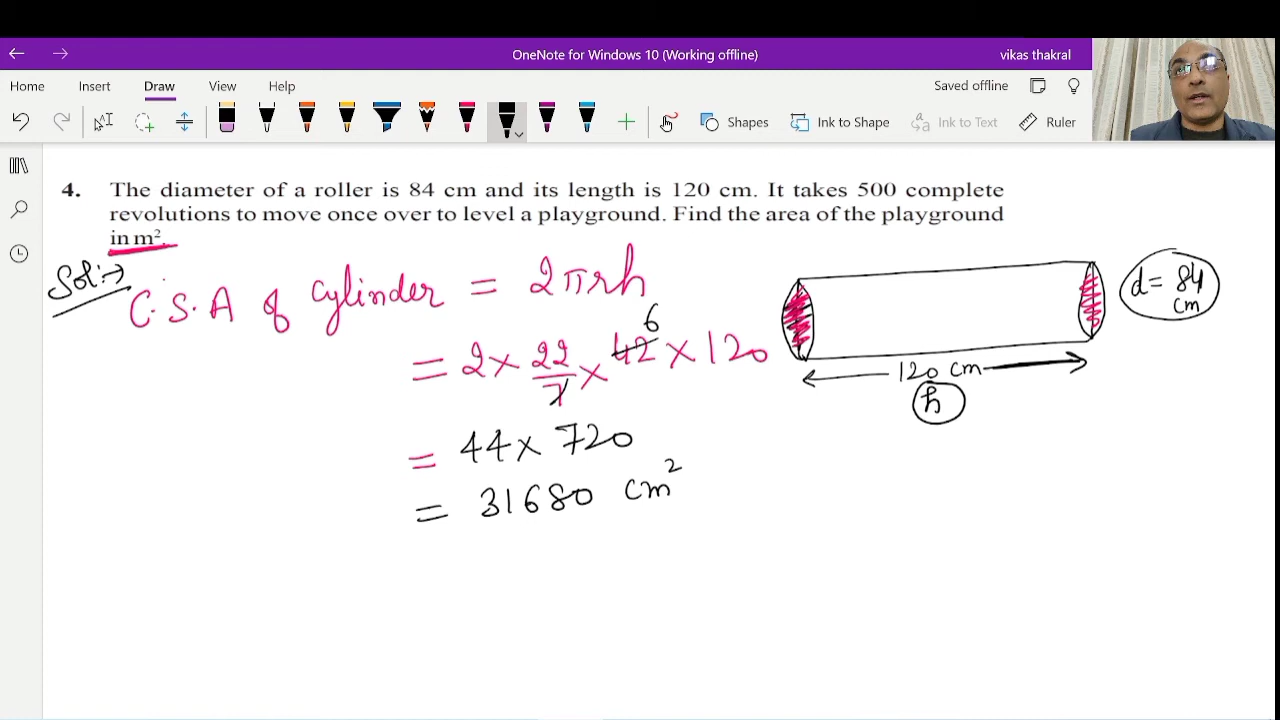 OneNote for Windows 10 (Working offline)
vikas thakral
Home Insert Draw View Help
Saved offline
Shapes Ink to Shape Ink to Text Ruler
4. The diameter of a roller is 84 cm and its length is 120 cm. It takes 500 complete
revolutions to move once over to level a playground. Find the area of the playground
in m².
Sol:→
C.S.A of cylinder = 2πrh
= 2 × 22/7 × 42 × 120
6
= 44 × 720
= 31680 cm²
d = 84
cm
120 cm
h